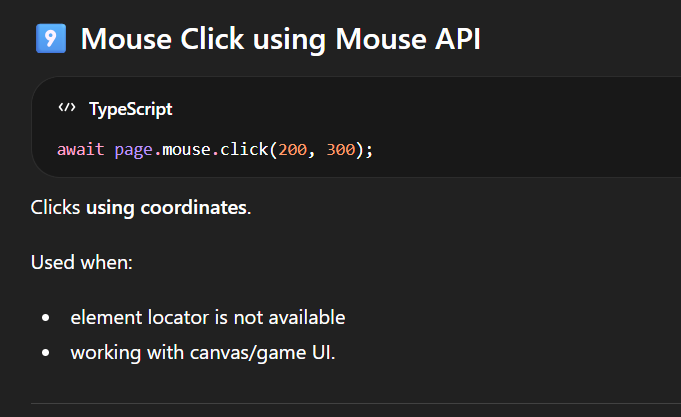 9 Mouse Click using Mouse API
</> TypeScript
await page.mouse.click(200, 300);
Clicks using coordinates.
Used when:
• element locator is not available
• working with canvas/game UI.